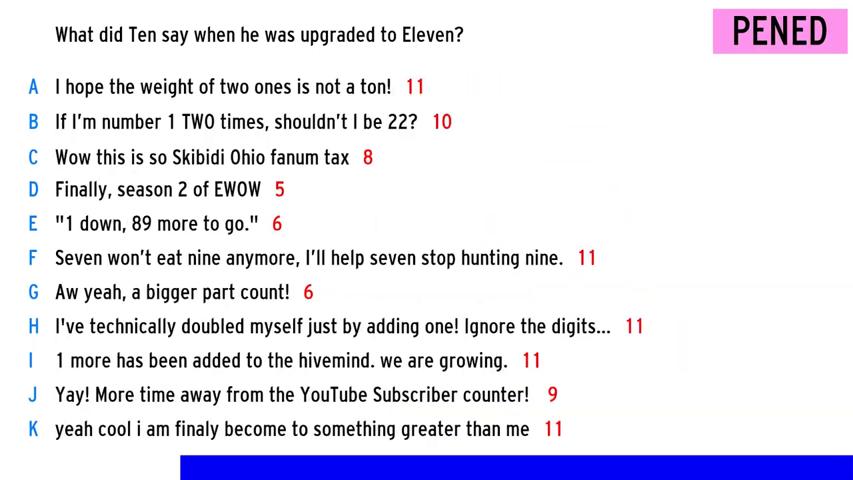 What did Ten say when he was upgraded to Eleven?
PENED
A I hope the weight of two ones is not a ton! 11
B If I'm number 1 TWO times, shouldn't I be 22? 10
C Wow this is so Skibidi Ohio fanum tax 8
D Finally, season 2 of EWOW 5
E "1 down, 89 more to go." 6
F Seven won't eat nine anymore, I'll help seven stop hunting nine. 11
G Aw yeah, a bigger part count! 6
H I've technically doubled myself just by adding one! Ignore the digits... 11
I 1 more has been added to the hivemind. we are growing. 11
J Yay! More time away from the YouTube Subscriber counter! 9
K yeah cool i am finaly become to something greater than me 11